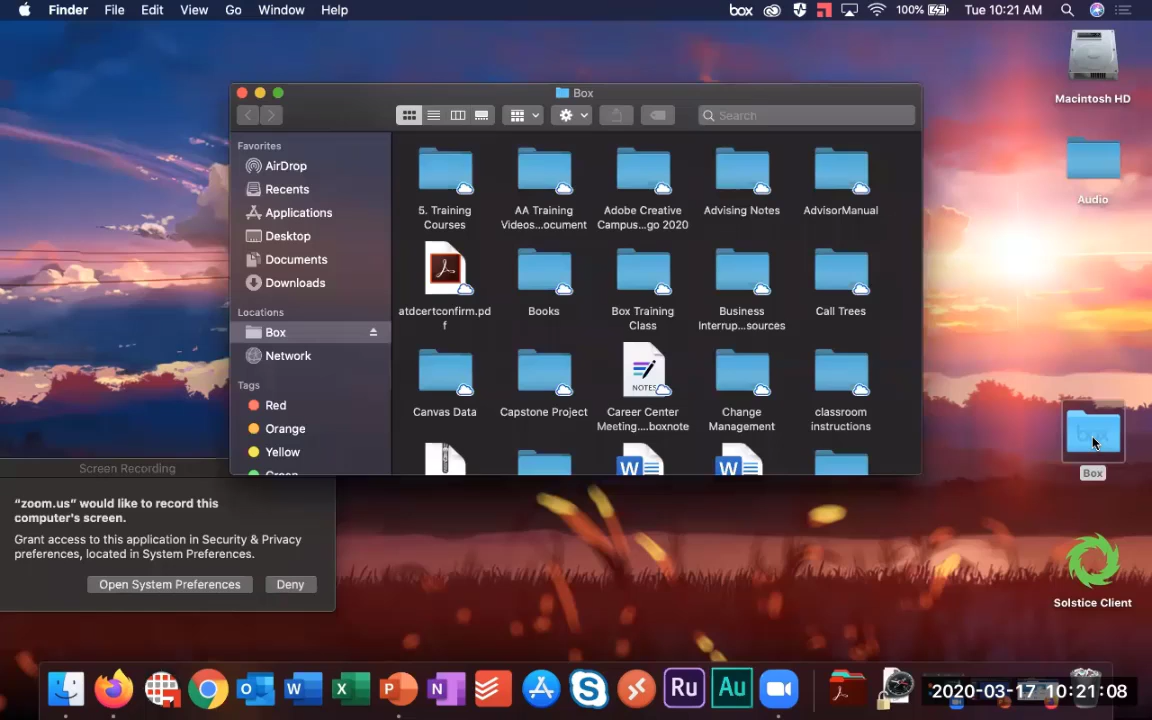 Finder File Edit View Go Window Help
box 100% Tue 10:21 AM
Macintosh HD
Audio
Box
Solstice Client
Box
Search
Favorites
AirDrop
Recents
Applications
Desktop
Documents
Downloads
Locations
Box
Network
Tags
Red
Orange
Yellow
5. Training Courses
AA Training Videos...ocument
Adobe Creative Campus...go 2020
Advising Notes
AdvisorManual
atdcertconfirm.pd
f
Books
Box Training Class
Business Interrup...sources
Call Trees
Canvas Data
Capstone Project
NOTES
Career Center Meeting....boxnote
Change Management
classroom instructions
W
W
Screen Recording
“zoom.us” would like to record this
computer's screen.
Grant access to this application in Security & Privacy
preferences, located in System Preferences.
Open System Preferences Deny
O W X P N S Ru Au
2020-03-17 10:21:08